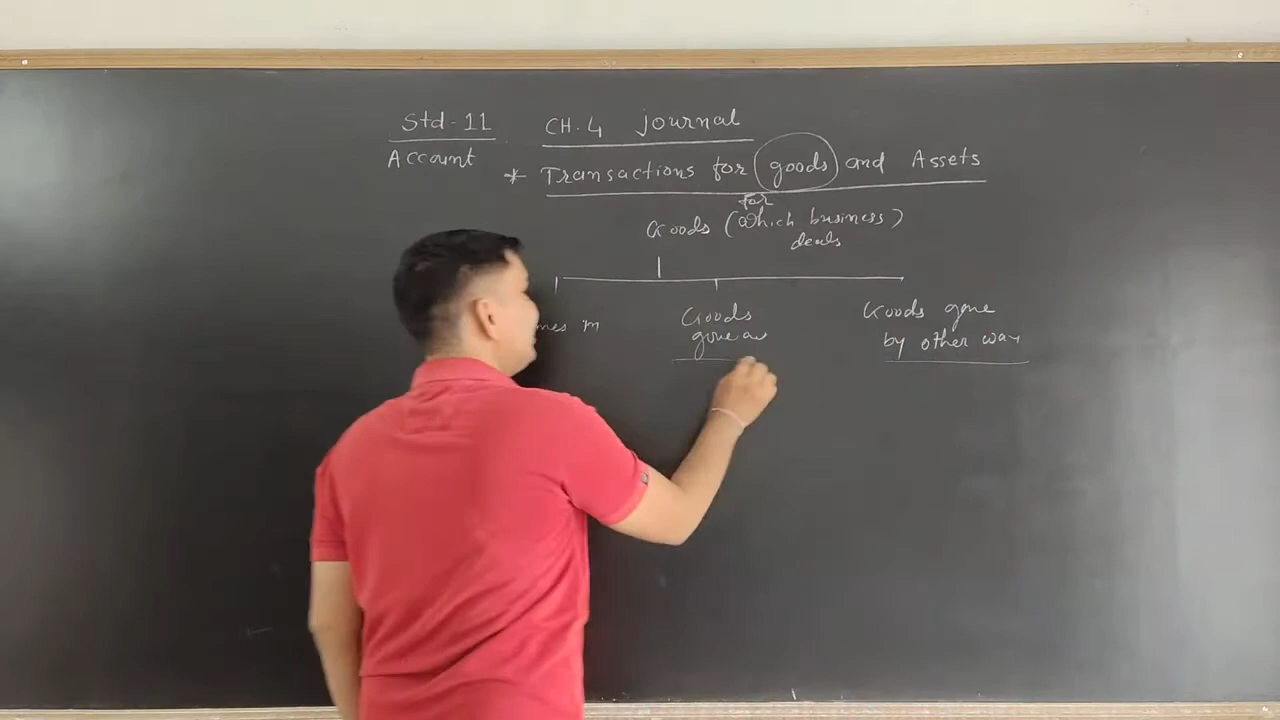 Std-11 CH.4 Journal
Account
* Transactions for goods and Assets
for
Goods (Which business)
deals
Goods Goods gone
gone by other way